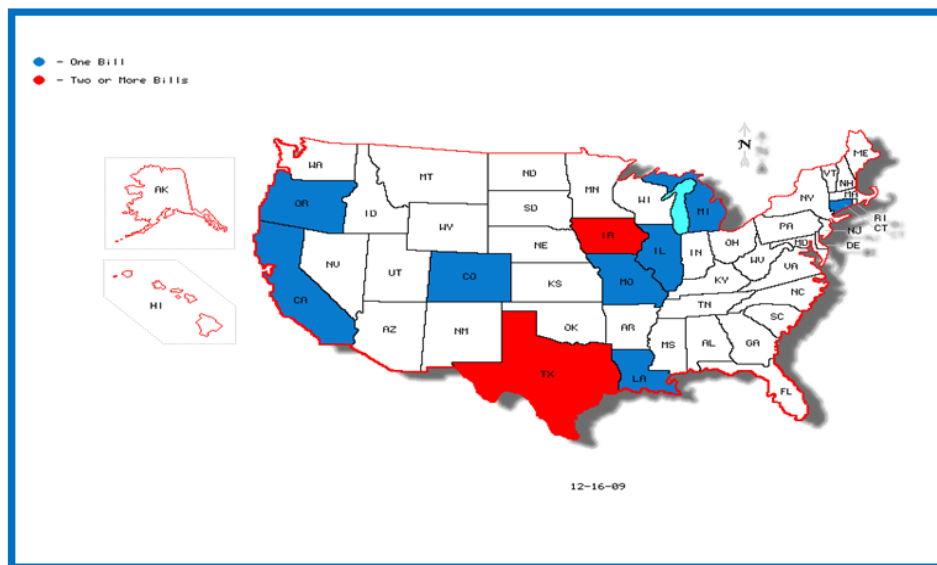 - One Bill
- Two or More Bills
N
WA
MT
ND
MN
ME
VT
NH
AK
OR
ID
SD
WI
MI
NY
MA
RI
CT
WY
IA
PA
NJ
NE
IL
IN
OH
MD
DE
NV
UT
CO
KS
MO
WV
VA
KY
HI
CA
NC
TN
AZ
NM
OK
AR
SC
MS
AL
GA
TX
LA
FL
12-16-09